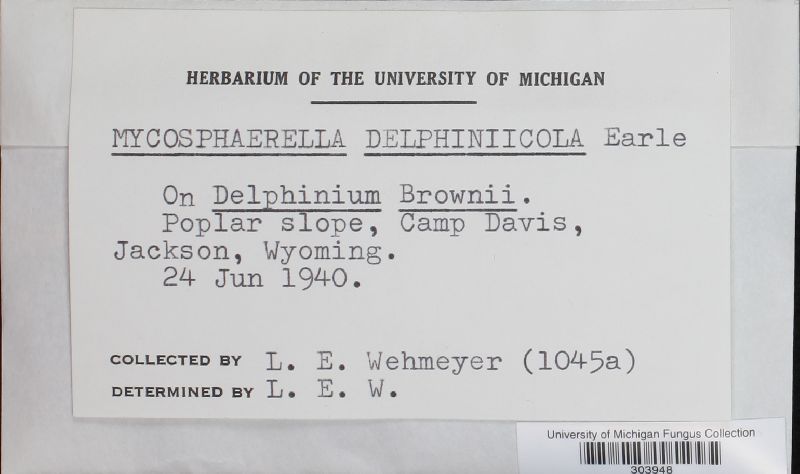 HERBARIUM OF THE UNIVERSITY OF MICHIGAN
MYCOSPHAERELLA DELPHINIICOLA Earle
On Delphinium Brownii.
Poplar slope, Camp Davis,
Jackson, Wyoming.
24 Jun 1940.
COLLECTED BY L. E. Wehmeyer (1045a)
DETERMINED BY L. E. W.
University of Michigan Fungus Collection
303948